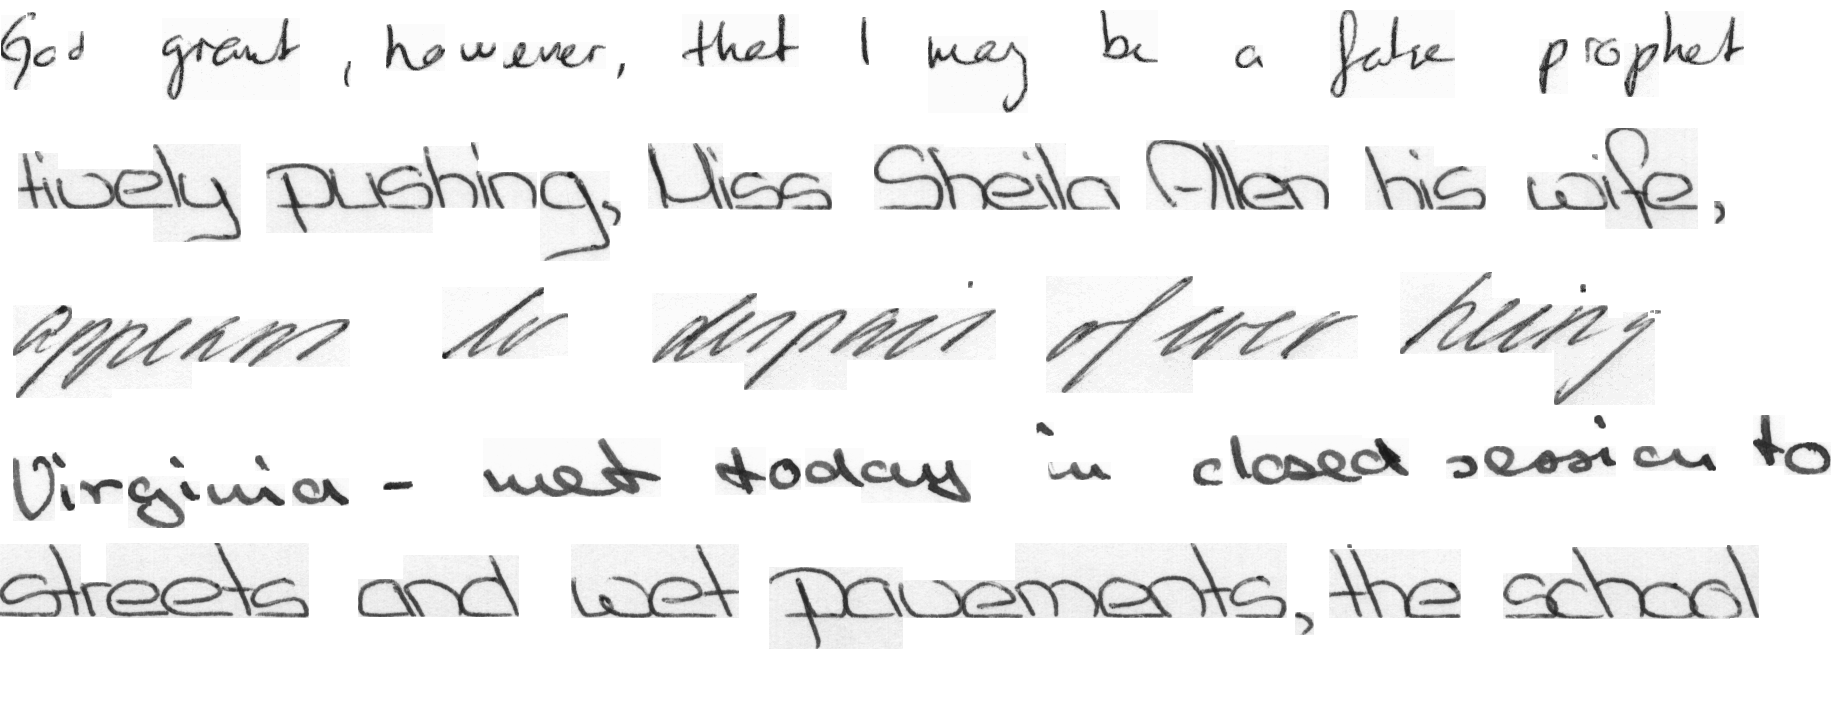 God grant, however, that I may be a false prophet
tively pushing, Miss Sheila Allen his wife,
appears to despair of ever being
Virginia - met today in closed session to
streets and wet pavements, the school